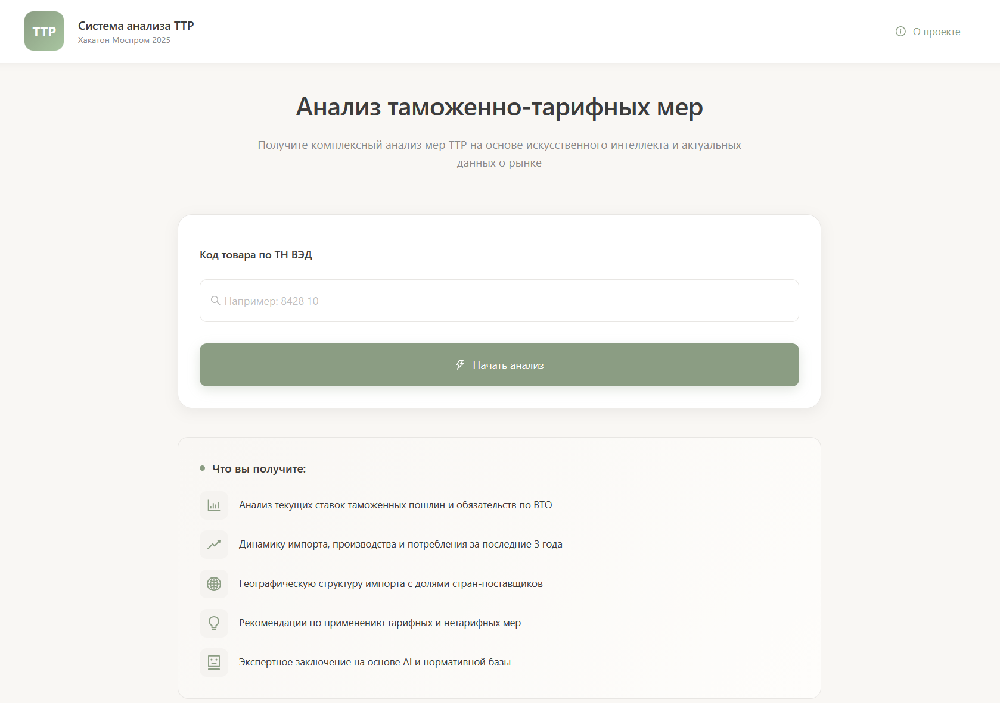 ТТР
Система анализа ТТР
Хакатон Моспром 2025
О проекте
Анализ таможенно-тарифных мер
Получите комплексный анализ мер ТТР на основе искусственного интеллекта и актуальных
данных о рынке
Код товара по ТН ВЭД
Например: 8428 10
Начать анализ
Что вы получите:
Анализ текущих ставок таможенных пошлин и обязательств по ВТО
Динамику импорта, производства и потребления за последние 3 года
Географическую структуру импорта с долями стран-поставщиков
Рекомендации по применению тарифных и нетарифных мер
Экспертное заключение на основе AI и нормативной базы